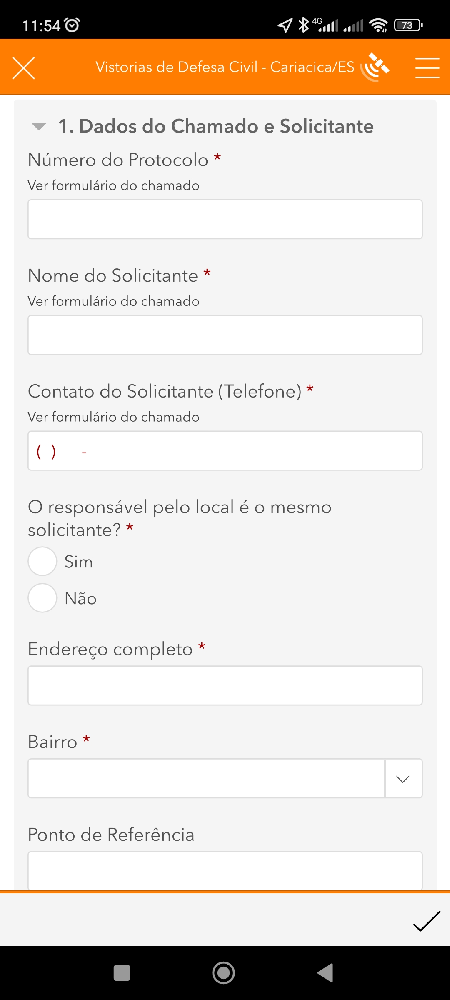 11:54
4G
73
Vistorias de Defesa Civil - Cariacica/ES
1. Dados do Chamado e Solicitante
Número do Protocolo *
Ver formulário do chamado
Nome do Solicitante *
Ver formulário do chamado
Contato do Solicitante (Telefone) *
Ver formulário do chamado
( ) -
O responsável pelo local é o mesmo
solicitante? *
Sim
Não
Endereço completo *
Bairro *
Ponto de Referência